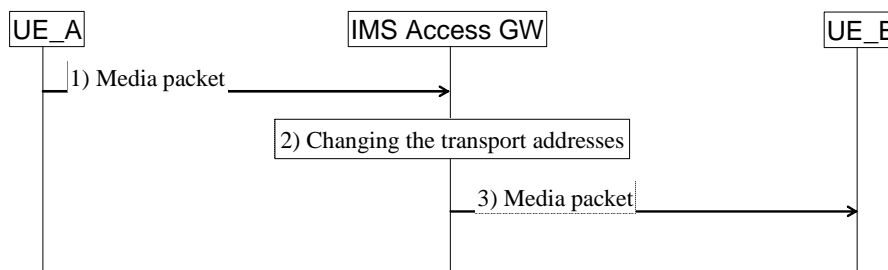 UE_A
IMS Access GW
UE_B
1) Media packet
2) Changing the transport addresses
3) Media packet